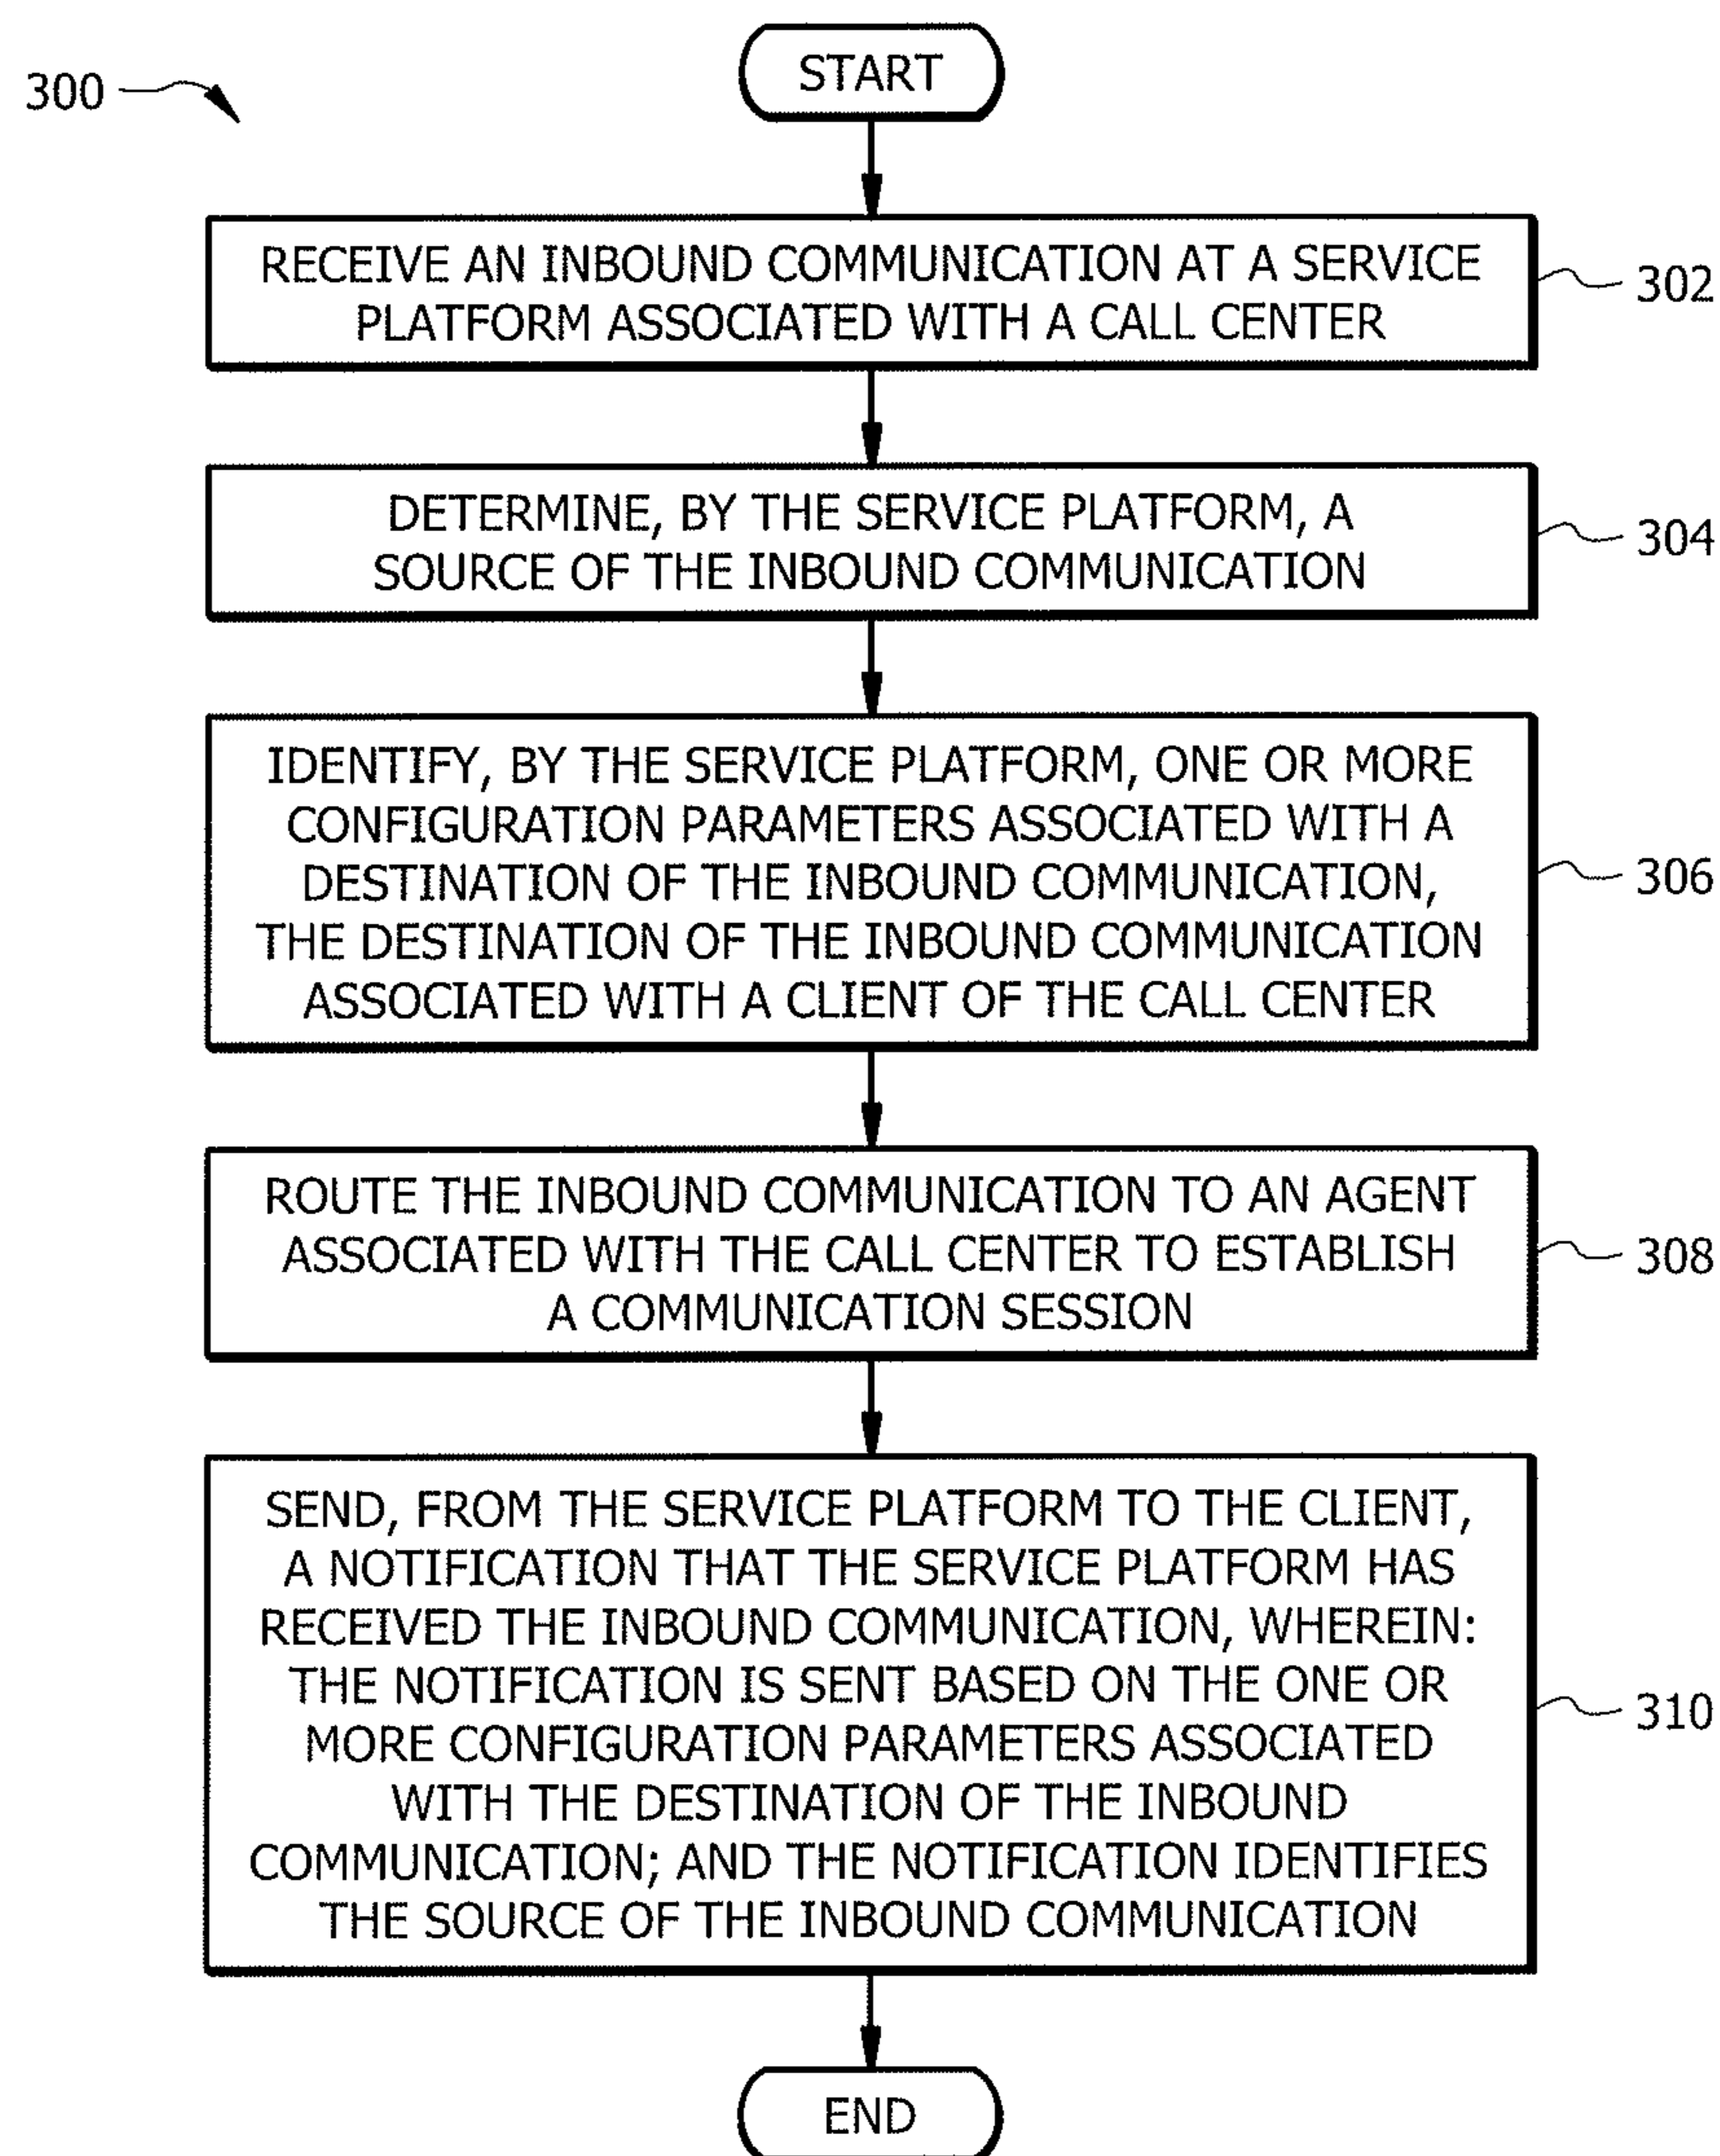 START
300
RECEIVE AN INBOUND COMMUNICATION AT A SERVICE
PLATFORM ASSOCIATED WITH A CALL CENTER
302
DETERMINE, BY THE SERVICE PLATFORM, A
SOURCE OF THE INBOUND COMMUNICATION
304
IDENTIFY, BY THE SERVICE PLATFORM, ONE OR MORE
CONFIGURATION PARAMETERS ASSOCIATED WITH A
DESTINATION OF THE INBOUND COMMUNICATION,
THE DESTINATION OF THE INBOUND COMMUNICATION
ASSOCIATED WITH A CLIENT OF THE CALL CENTER
306
ROUTE THE INBOUND COMMUNICATION TO AN AGENT
ASSOCIATED WITH THE CALL CENTER TO ESTABLISH
A COMMUNICATION SESSION
308
SEND, FROM THE SERVICE PLATFORM TO THE CLIENT,
A NOTIFICATION THAT THE SERVICE PLATFORM HAS
RECEIVED THE INBOUND COMMUNICATION, WHEREIN:
THE NOTIFICATION IS SENT BASED ON THE ONE OR
MORE CONFIGURATION PARAMETERS ASSOCIATED
WITH THE DESTINATION OF THE INBOUND
COMMUNICATION; AND THE NOTIFICATION IDENTIFIES
THE SOURCE OF THE INBOUND COMMUNICATION
310
END